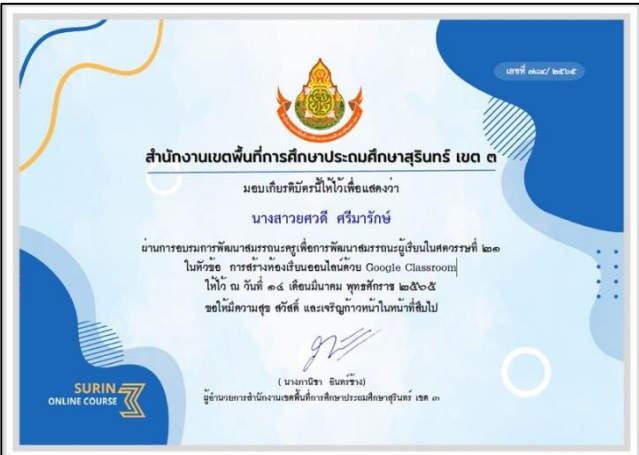 เลขที่ ๗๘๔/ ๒๕๖๕
สำนักงานเขตพื้นที่การศึกษาประถมศึกษาสุรินทร์ เขต ๓
มอบเกียรติบัตรนี้ให้ไว้เพื่อแสดงว่า
นางสาวยศวดี ศรีมารักษ์
ผ่านการอบรมการพัฒนาสมรรถนะครูเพื่อการพัฒนาสมรรถนะผู้เรียนในศตวรรษที่ ๒๑
ในหัวข้อ การสร้างห้องเรียนออนไลน์ด้วย Google Classroom
ให้ไว้ ณ วันที่ ๑๔ เดือนมีนาคม พุทธศักราช ๒๕๖๕
ขอให้มีความสุข สวัสดิ์ และเจริญก้าวหน้าในหน้าที่สืบไป
( นางภานิชา อินทร์ช้าง)
ผู้อำนวยการสำนักงานเขตพื้นที่การศึกษาประถมศึกษาสุรินทร์ เขต ๓
SURIN 3
ONLINE COURSE